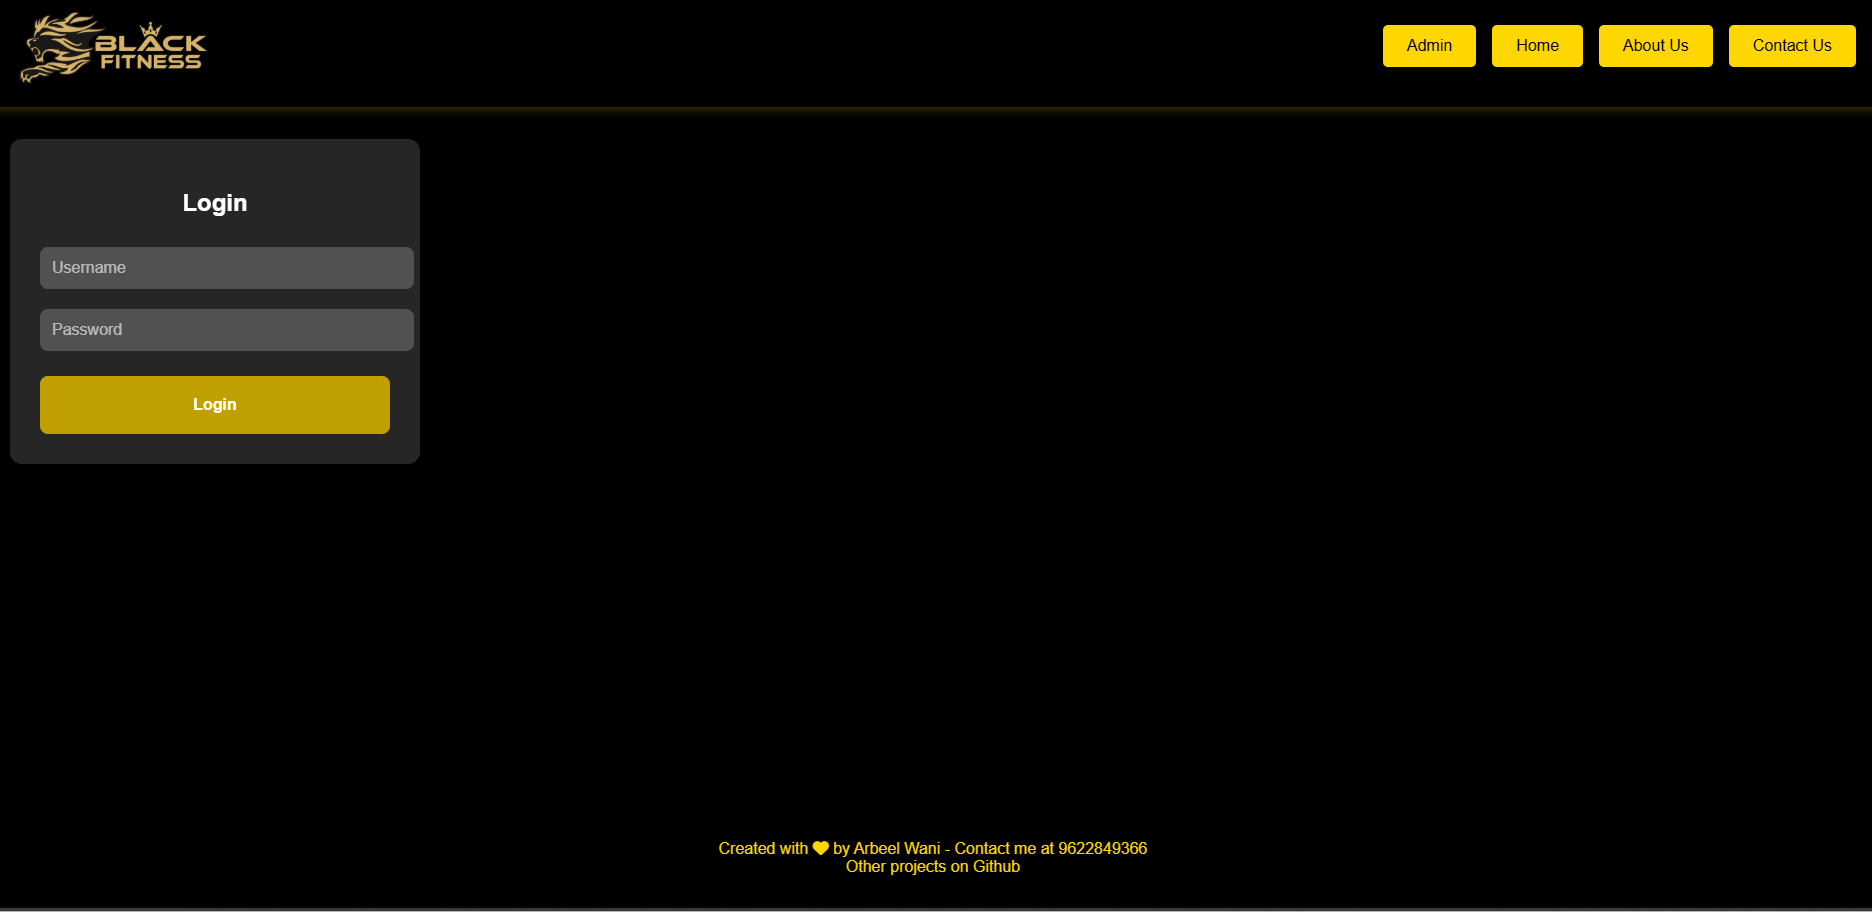 BLACK
FITNESS
Admin
Home
About Us
Contact Us
Login
Username
Password
Login
Created with ♥ by Arbeel Wani - Contact me at 9622849366
Other projects on Github